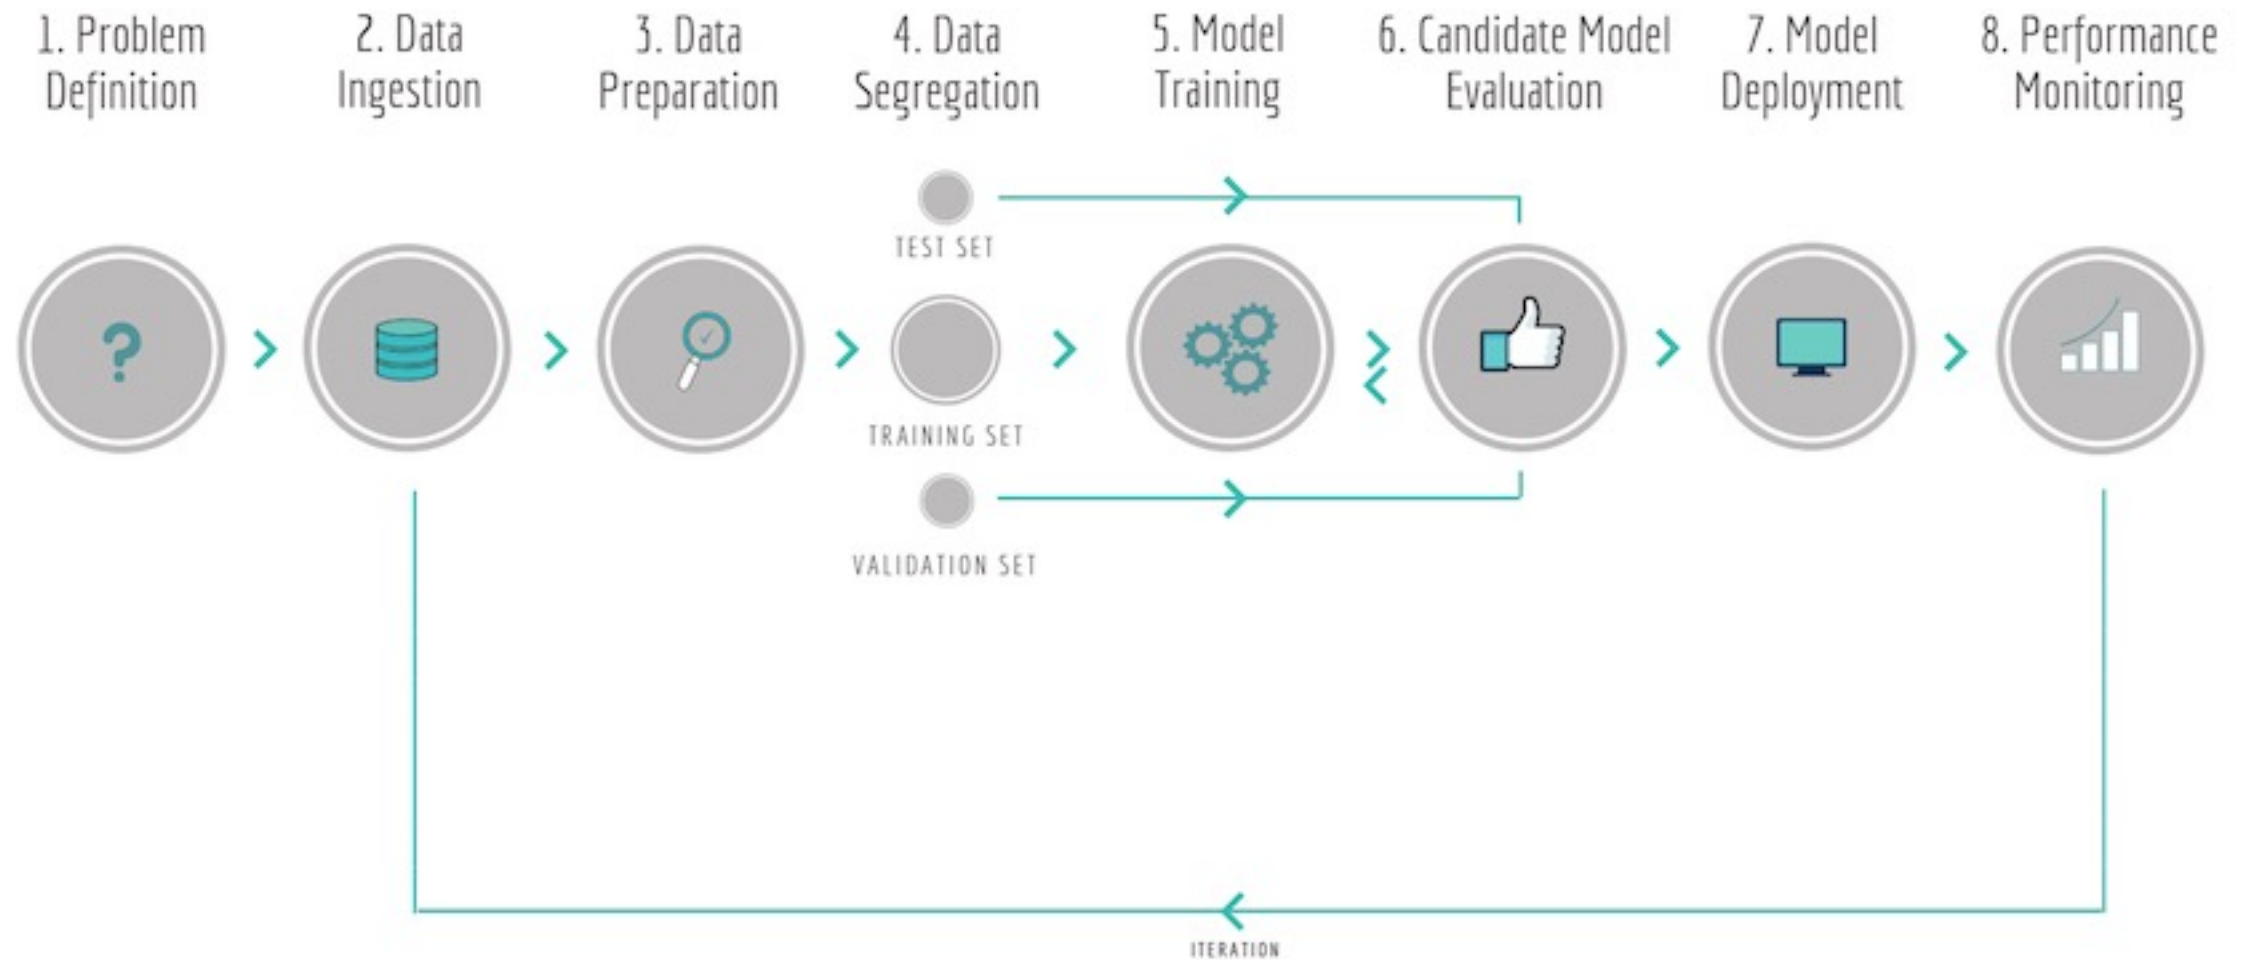 1. Problem
Definition
2. Data
Ingestion
3. Data
Preparation
4. Data
Segregation
5. Model
Training
6. Candidate Model
Evaluation
7. Model
Deployment
8. Performance
Monitoring
TEST SET
?
TRAINING SET
VALIDATION SET
ITERATION